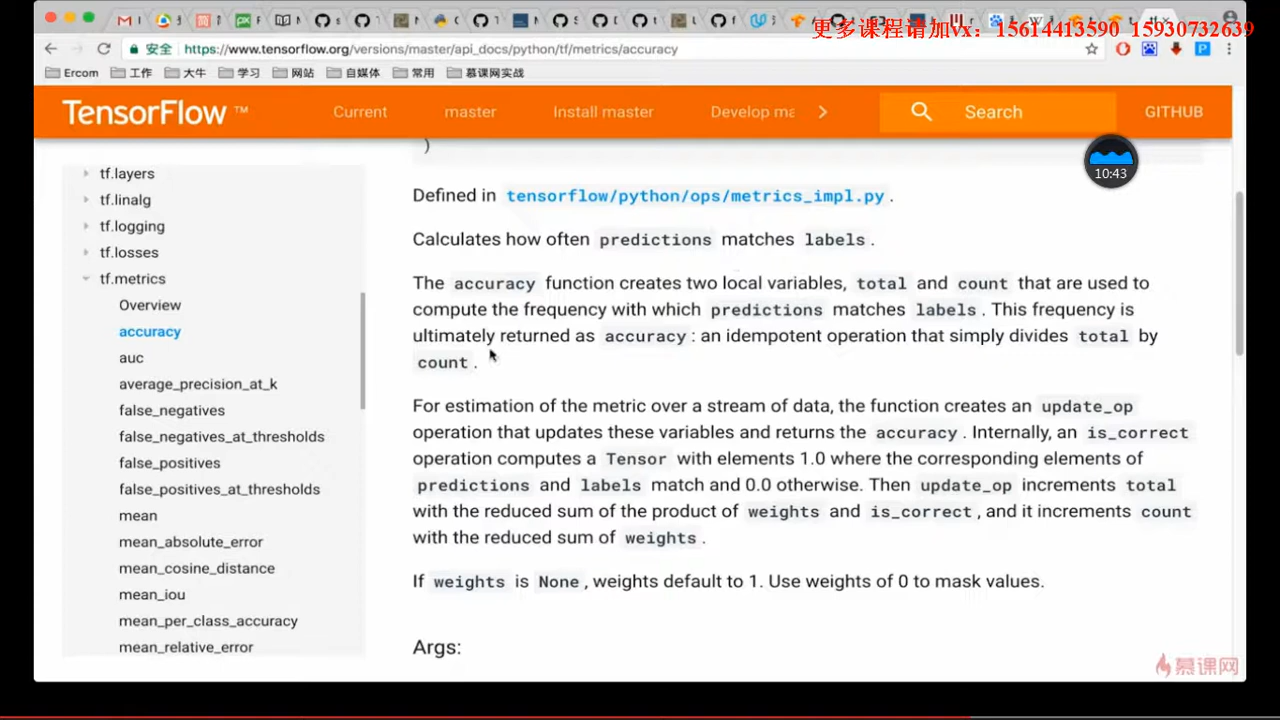 更多课程请加vx：15614413590 15930732639
安全 https://www.tensorflow.org/versions/master/api_docs/python/tf/metrics/accuracy
Ercom 工作 大牛 学习 网站 自媒体 常用 慕课网实战
TensorFlow ™ Current master Install master Develop ma Search GITHUB
)
10:43
tf.layers
tf.linalg
tf.logging
tf.losses
tf.metrics
Overview
accuracy
auc
average_precision_at_k
false_negatives
false_negatives_at_thresholds
false_positives
false_positives_at_thresholds
mean
mean_absolute_error
mean_cosine_distance
mean_iou
mean_per_class_accuracy
mean_relative_error
Defined in tensorflow/python/ops/metrics_impl.py .
Calculates how often predictions matches labels .
The accuracy function creates two local variables, total and count that are used to
compute the frequency with which predictions matches labels . This frequency is
ultimately returned as accuracy : an idempotent operation that simply divides total by
count .
For estimation of the metric over a stream of data, the function creates an update_op
operation that updates these variables and returns the accuracy . Internally, an is_correct
operation computes a Tensor with elements 1.0 where the corresponding elements of
predictions and labels match and 0.0 otherwise. Then update_op increments total
with the reduced sum of the product of weights and is_correct , and it increments count
with the reduced sum of weights .
If weights is None , weights default to 1. Use weights of 0 to mask values.
Args:
慕课网